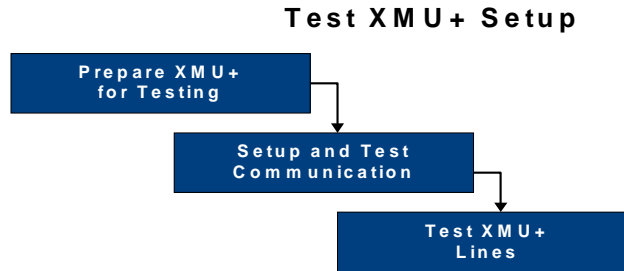 Test XMU+ Setup
Prepare XMU+
for Testing
Setup and Test
Communication
Test XMU+
Lines